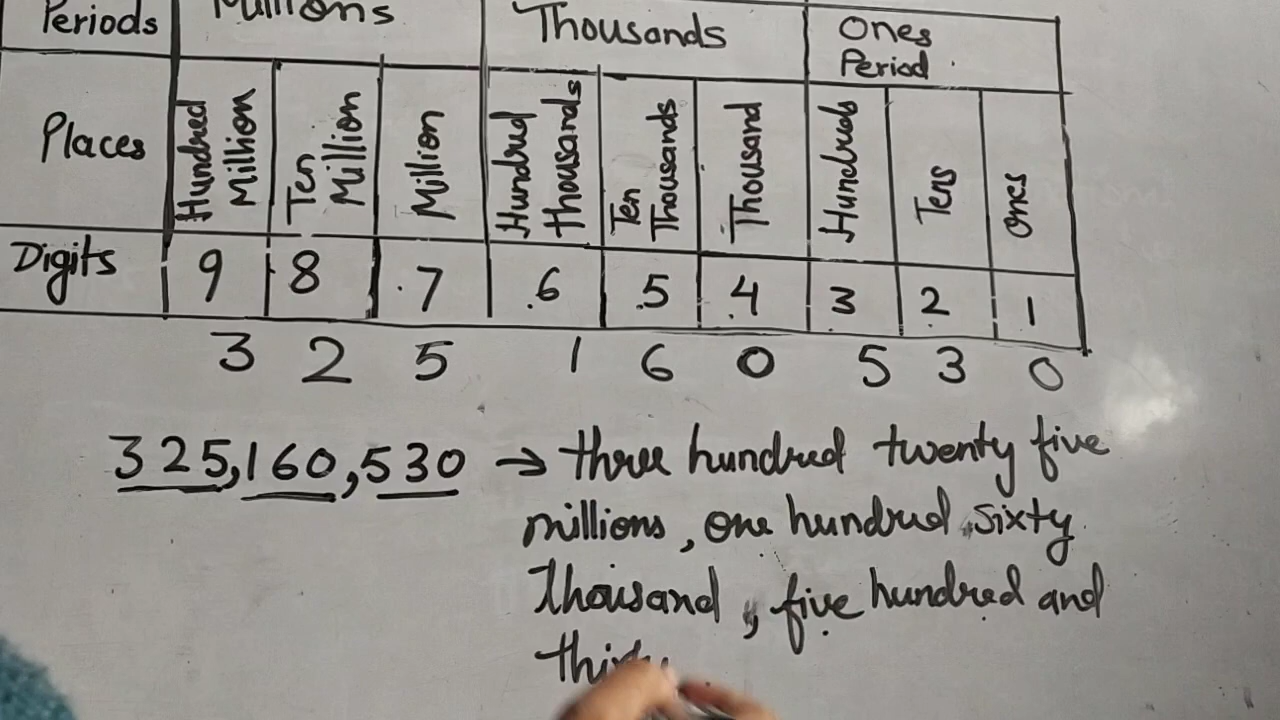 Periods Millions Thousands Ones
Period
Places Hundred Million Ten Million Million Hundred thousands Ten Thousands Thousand Hundreds Tens ones
Digits 9 8 7 6 5 4 3 2 1
3 2 5 1 6 0 5 3 0
325,160,530 → three hundred twenty five
millions, one hundred sixty
Thousand, five hundred and
thirty